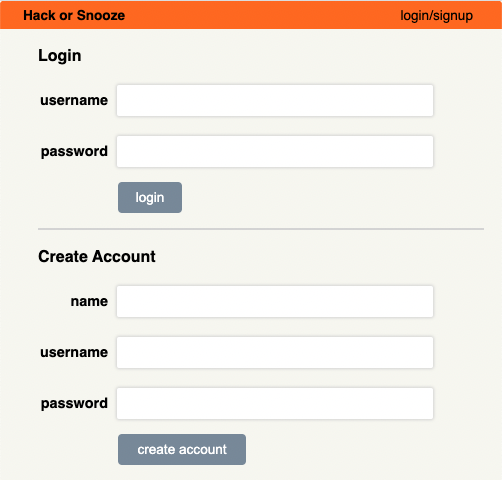 Hack or Snooze login/signup
Login
username
password
login
Create Account
name
username
password
create account